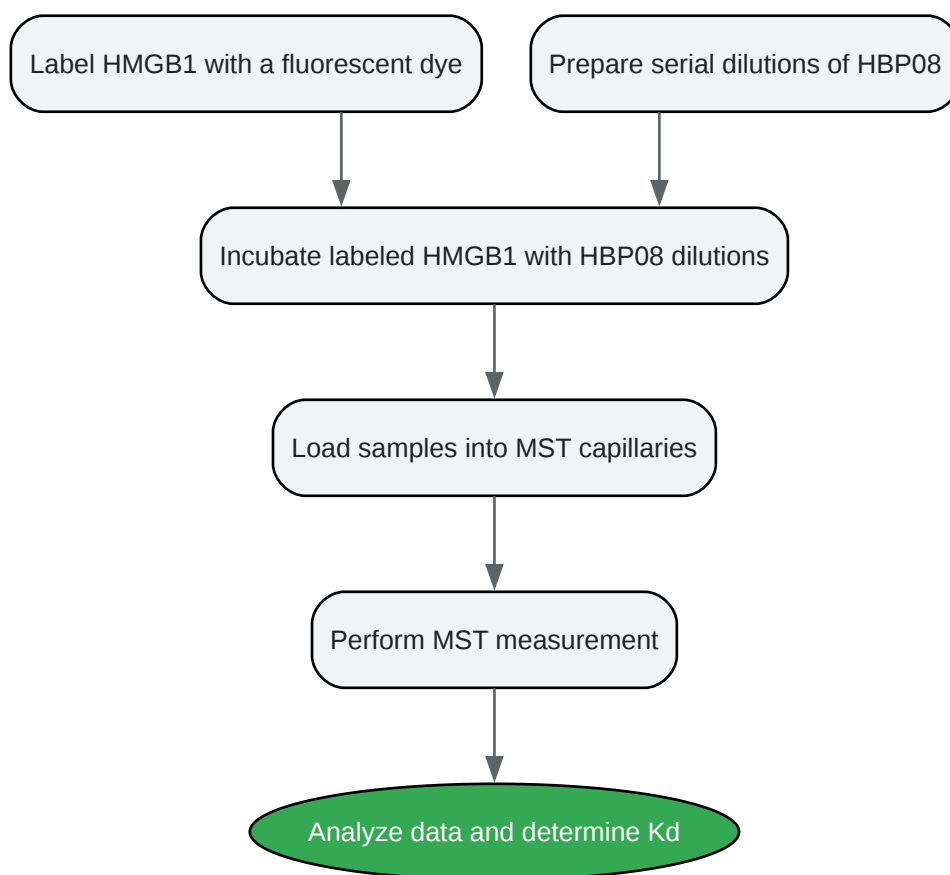 Label HMGB1 with a fluorescent dye
Prepare serial dilutions of HBP08
Incubate labeled HMGB1 with HBP08 dilutions
Load samples into MST capillaries
Perform MST measurement
Analyze data and determine Kd